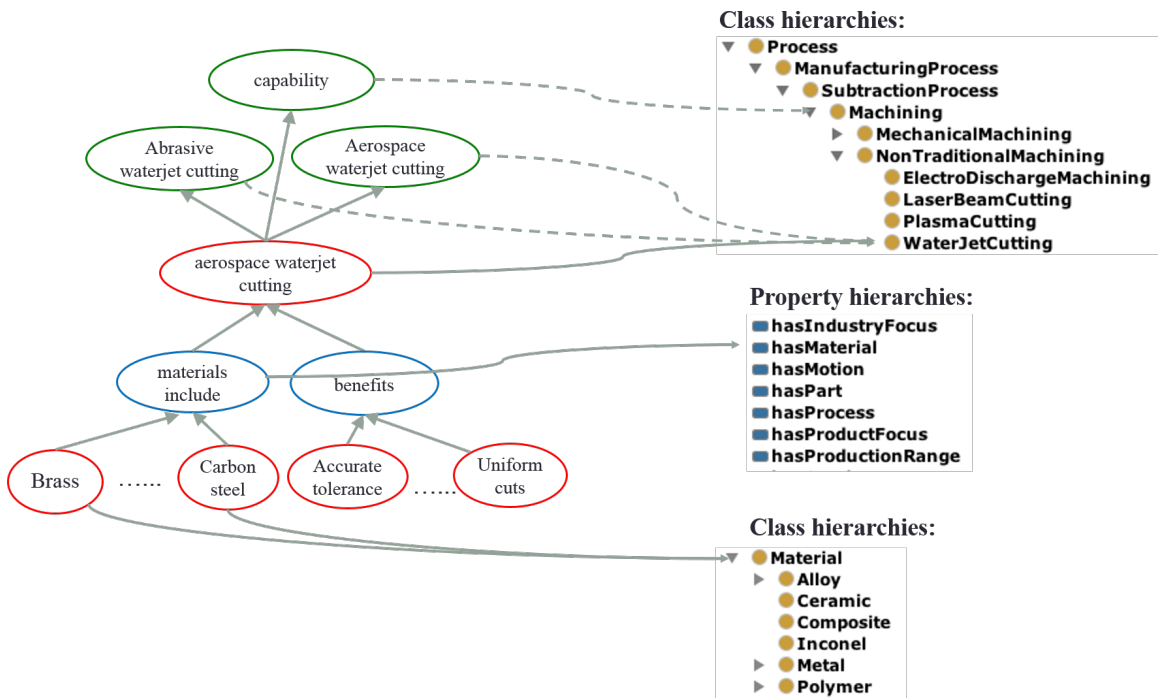 Class hierarchies:
Process
ManufacturingProcess
SubtractionProcess
Machining
MechanicalMachining
NonTraditionalMachining
ElectroDischargeMachining
LaserBeamCutting
PlasmaCutting
WaterJetCutting
capability
Abrasive
waterjet cutting
Aerospace
waterjet cutting
aerospace waterjet
cutting
materials
include
benefits
Brass
......
Carbon
steel
Accurate
tolerance
......
Uniform
cuts
Property hierarchies:
hasIndustryFocus
hasMaterial
hasMotion
hasPart
hasProcess
hasProductFocus
hasProductionRange
Class hierarchies:
Material
Alloy
Ceramic
Composite
Inconel
Metal
Polymer